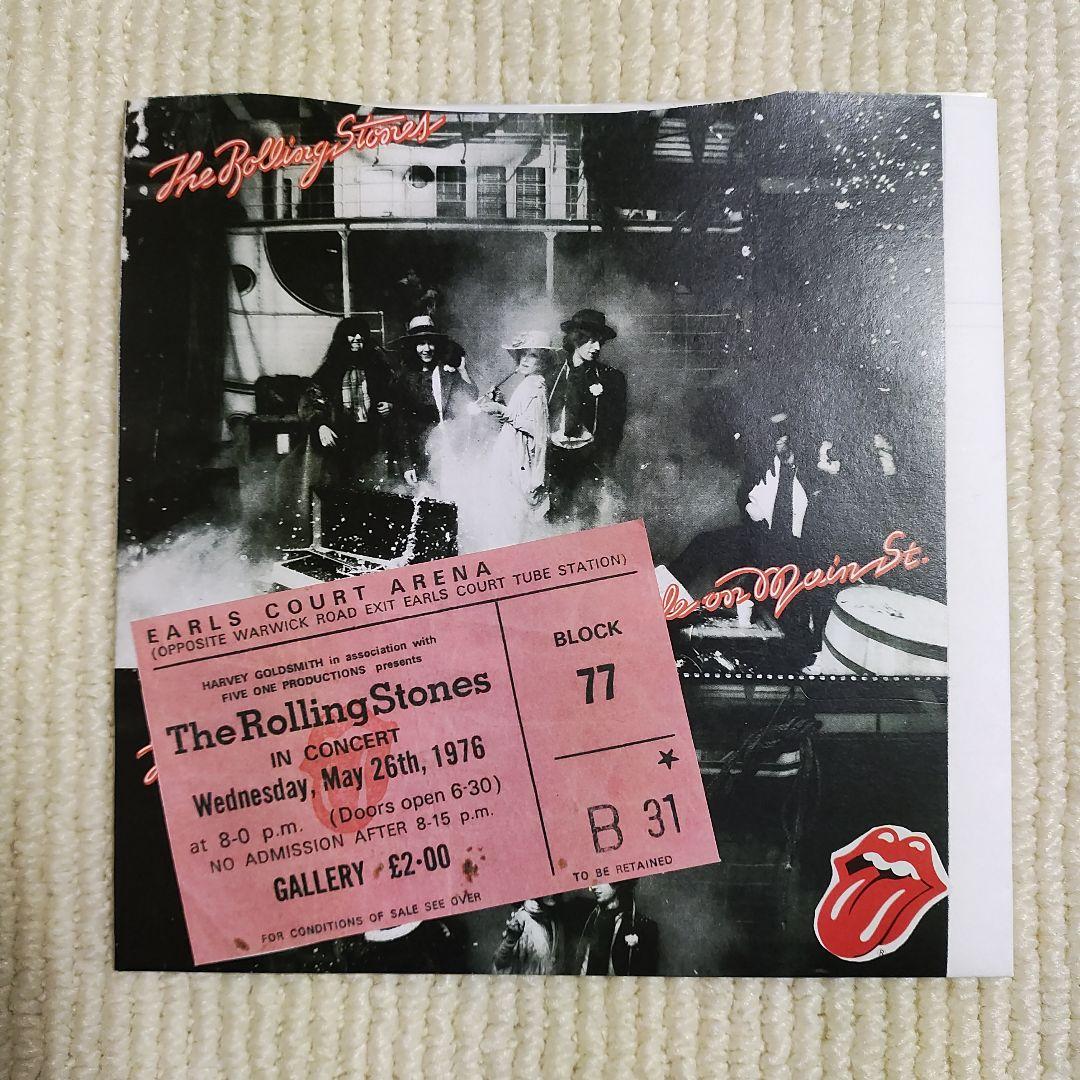 The Rolling Stones
on Main St.
EARLS COURT ARENA
(OPPOSITE WARWICK ROAD EXIT EARLS COURT TUBE STATION)
HARVEY GOLDSMITH in association with
FIVE ONE PRODUCTIONS presents
The Rolling Stones
IN CONCERT
Wednesday, May 26th, 1976
at 8-0 p.m. (Doors open 6-30)
NO ADMISSION AFTER 8-15 p.m.
GALLERY £2·00
FOR CONDITIONS OF SALE SEE OVER
BLOCK
77
★
B 31
TO BE RETAINED
R